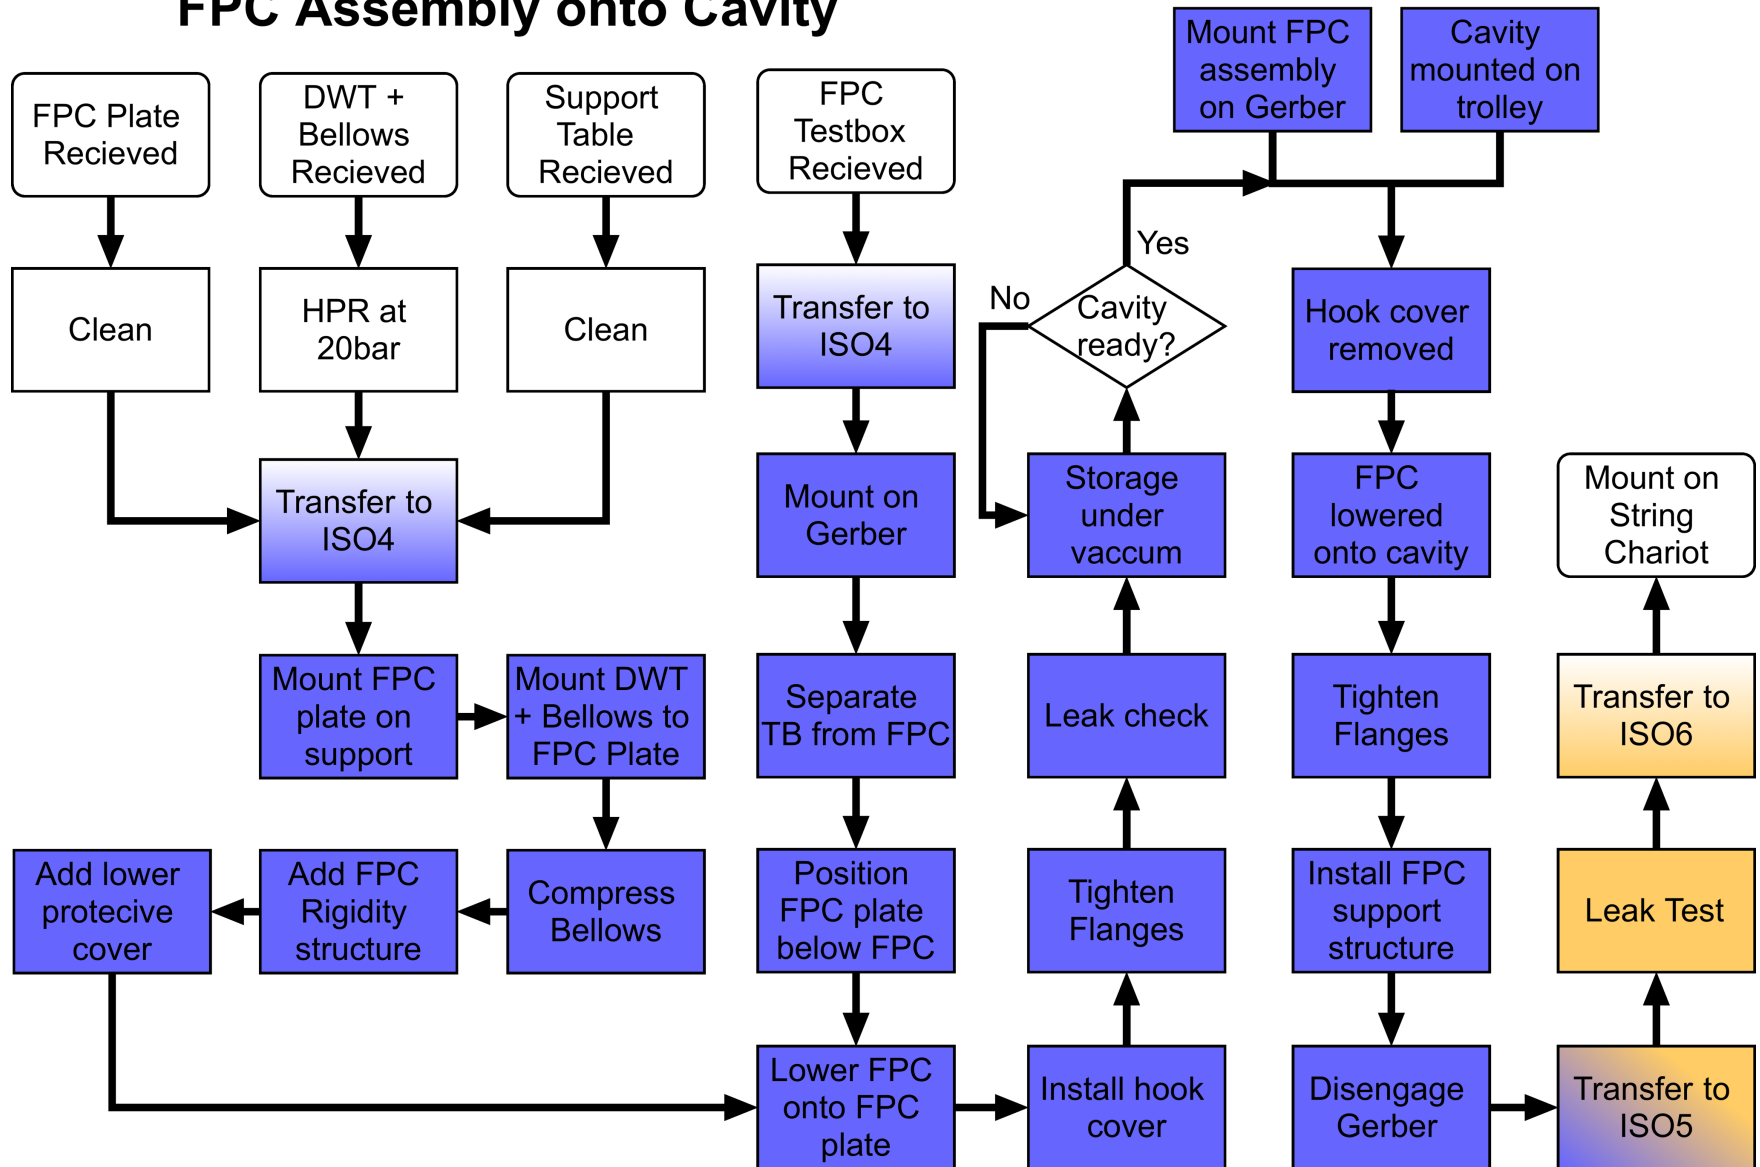 FPC Assembly onto Cavity
FPC Plate
Recieved
DWT +
Bellows
Recieved
Support
Table
Recieved
FPC
Testbox
Recieved
Mount FPC
assembly
on Gerber
Cavity
mounted on
trolley
Clean
HPR at
20bar
Clean
Transfer to
ISO4
Yes
No
Cavity
ready?
Hook cover
removed
Transfer to
ISO4
Mount on
Gerber
Storage
under
vaccum
FPC
lowered
onto cavity
Mount on
String
Chariot
Mount FPC
plate on
support
Mount DWT
+ Bellows to
FPC Plate
Separate
TB from FPC
Leak check
Tighten
Flanges
Transfer to
ISO6
Add lower
protecive
cover
Add FPC
Rigidity
structure
Compress
Bellows
Position
FPC plate
below FPC
Tighten
Flanges
Install FPC
support
structure
Leak Test
Lower FPC
onto FPC
plate
Install hook
cover
Disengage
Gerber
Transfer to
ISO5